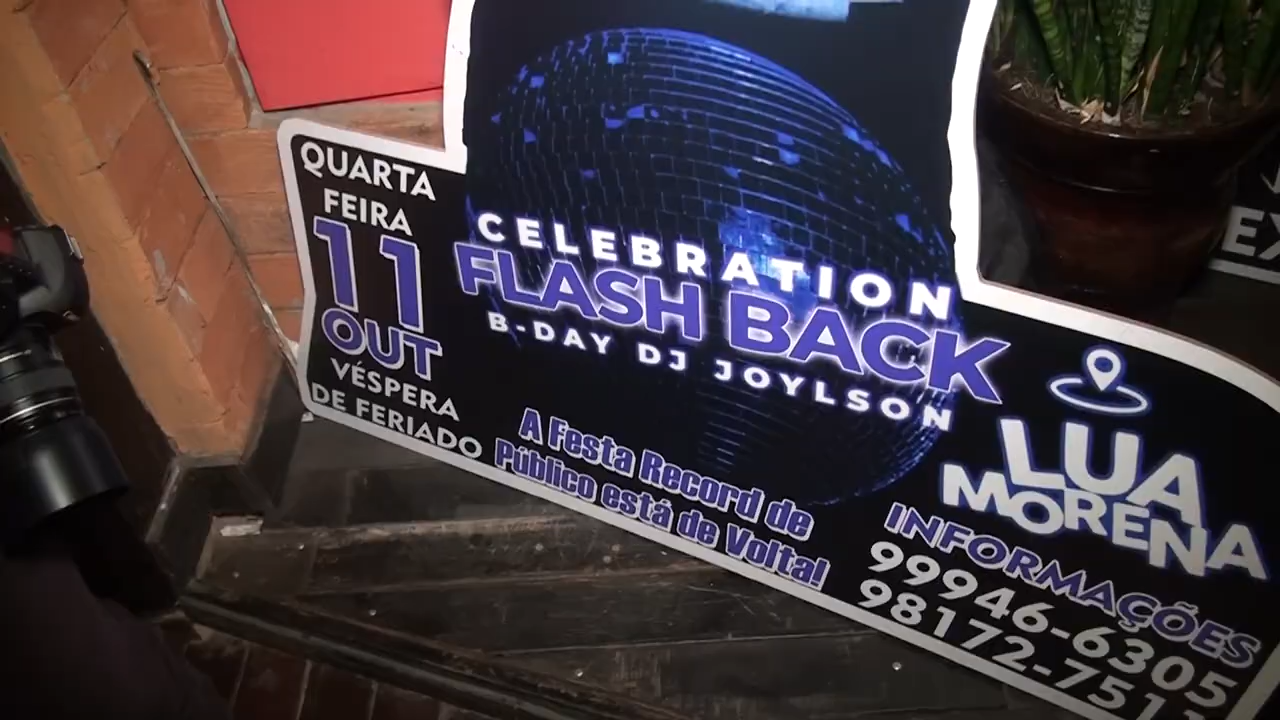 QUARTA
FEIRA
11
OUT
VÉSPERA
DE FERIADO
CELEBRATION
FLASH BACK
B-DAY DJ JOYLSON
A Festa Record de
Público está de Volta!
LUA
MORENA
INFORMAÇÕES
99946-6305